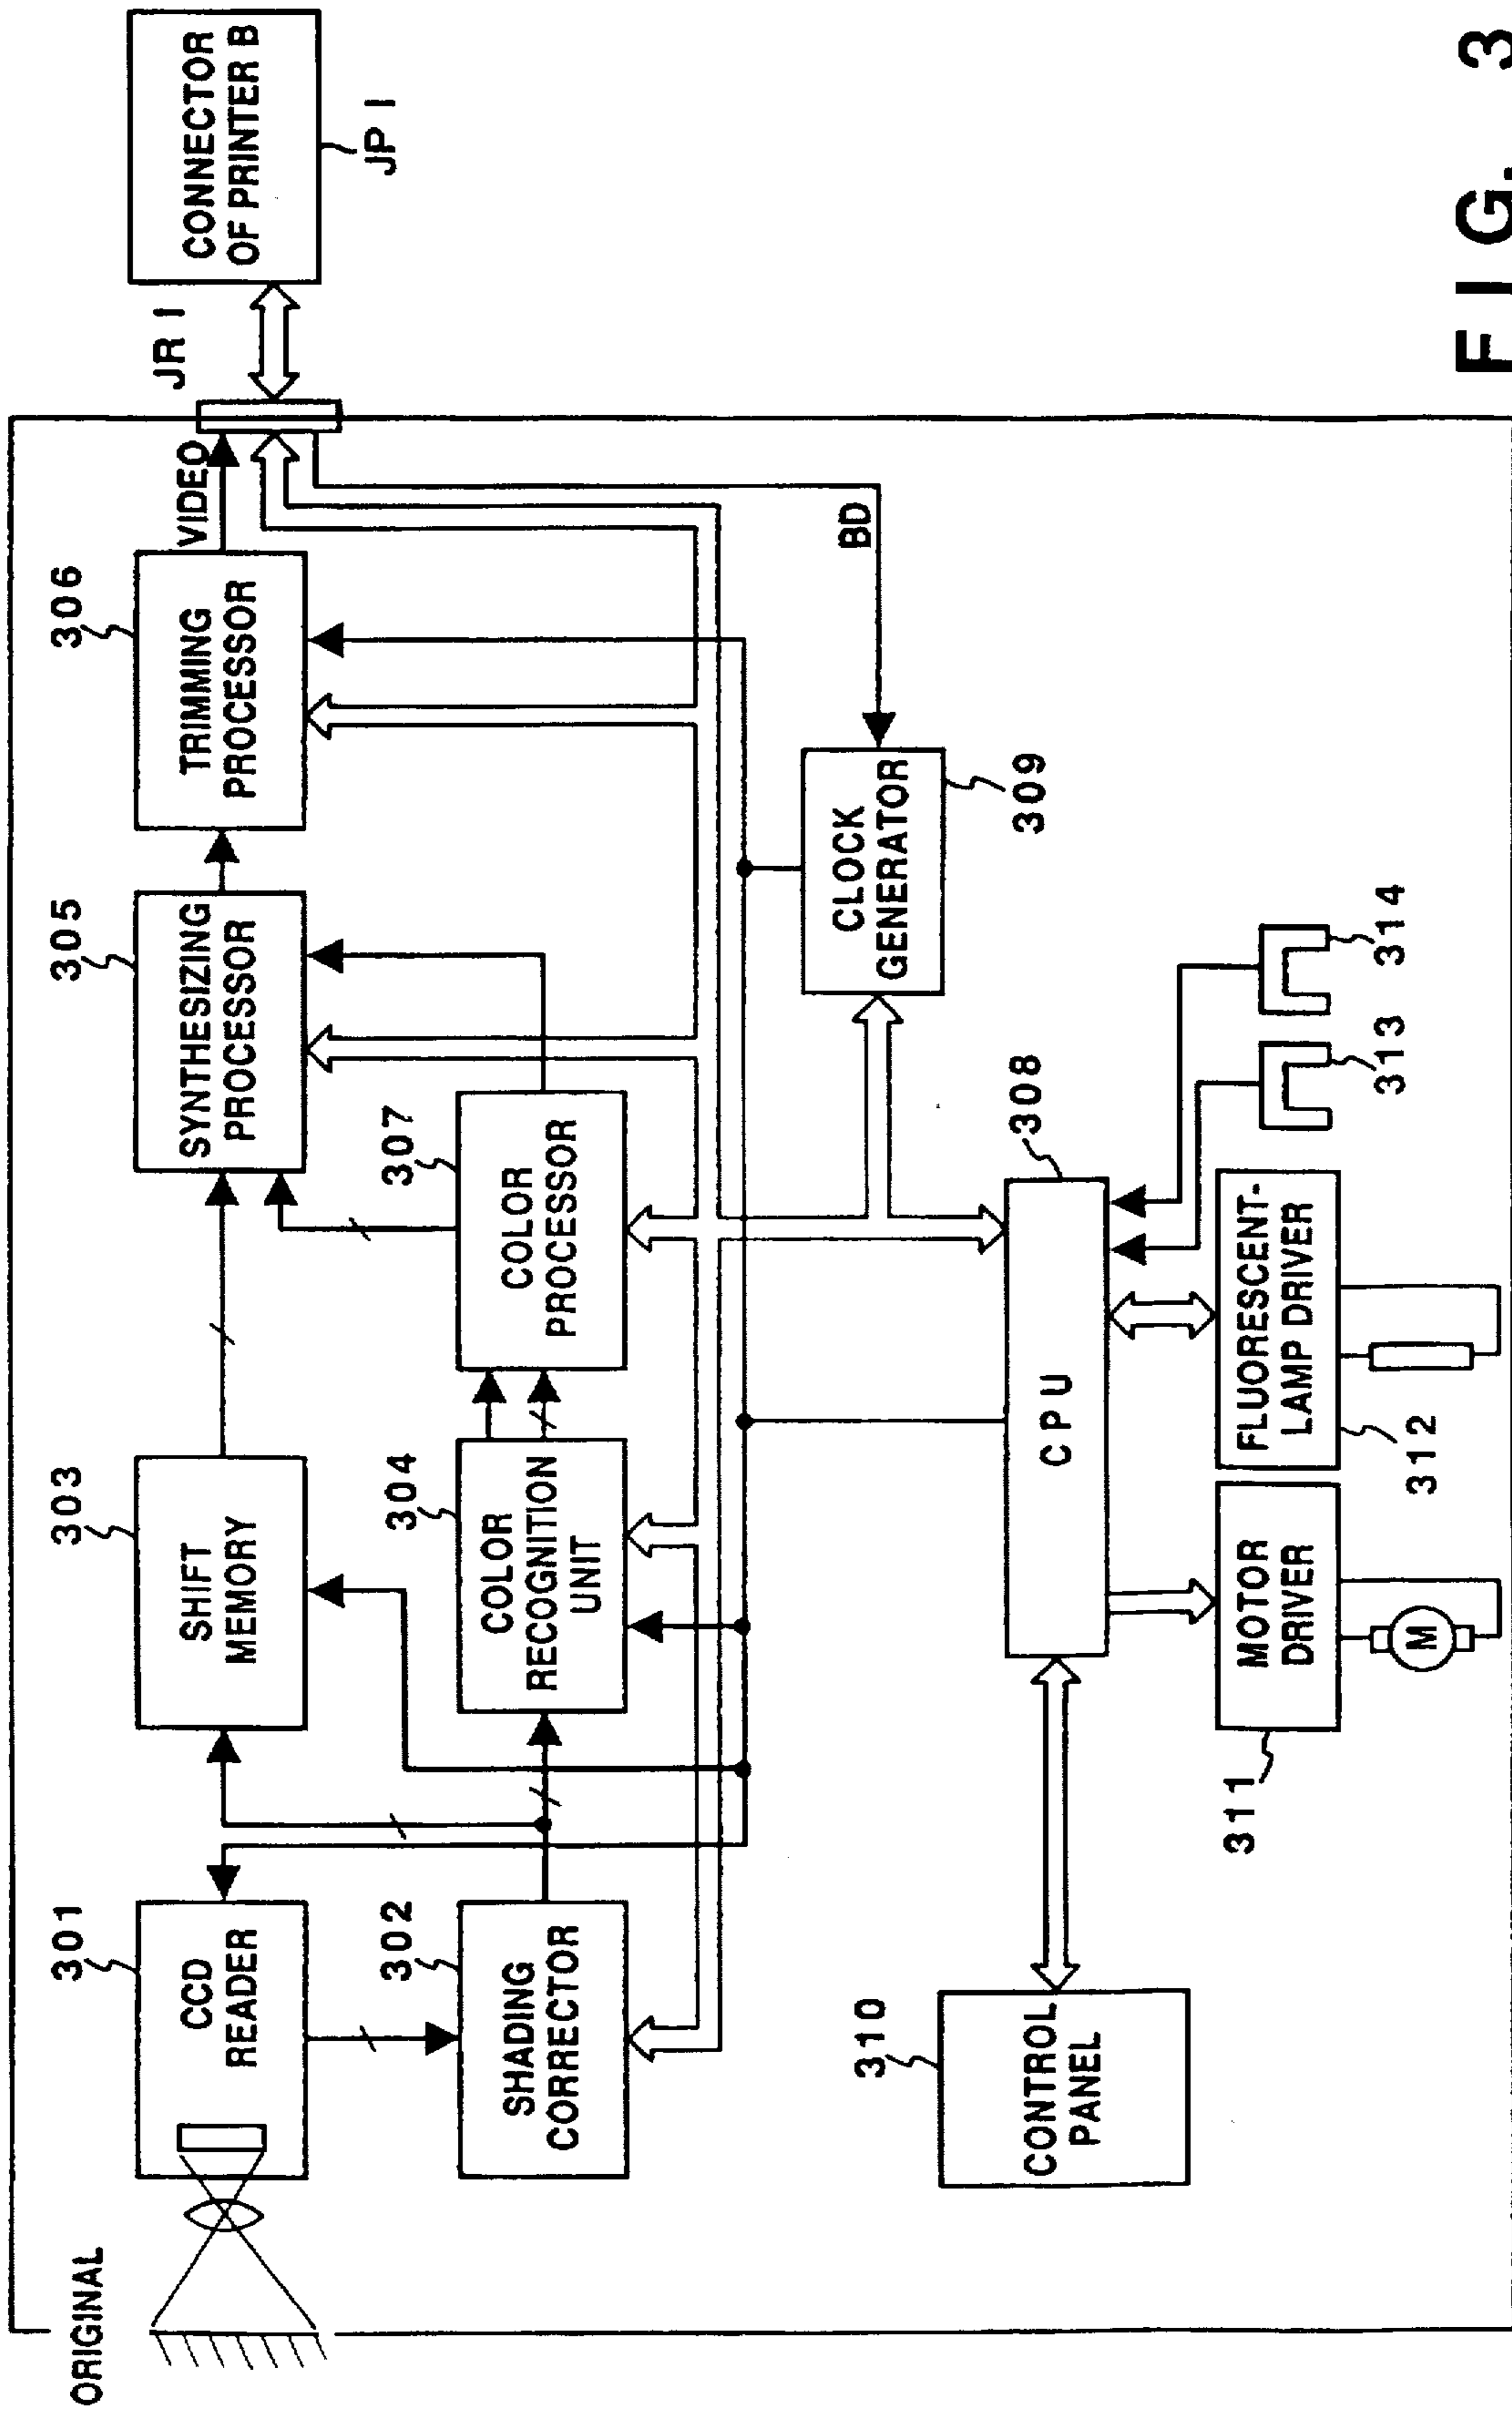 ORIGINAL
301
CCD
READER
302
SHADING
CORRECTOR
303
SHIFT
MEMORY
304
COLOR
RECOGNITION
UNIT
305
SYNTHESIZING
PROCESSOR
307
COLOR
PROCESSOR
306
TRIMMING
PROCESSOR
VIDEO
JR1
CONNECTOR
OF PRINTER B
JP1
BD
CLOCK
GENERATOR
309
310
CONTROL
PANEL
CPU
308
311
MOTOR
DRIVER
M
312
FLUORESCENT-
LAMP DRIVER
313
314
FIG. 3